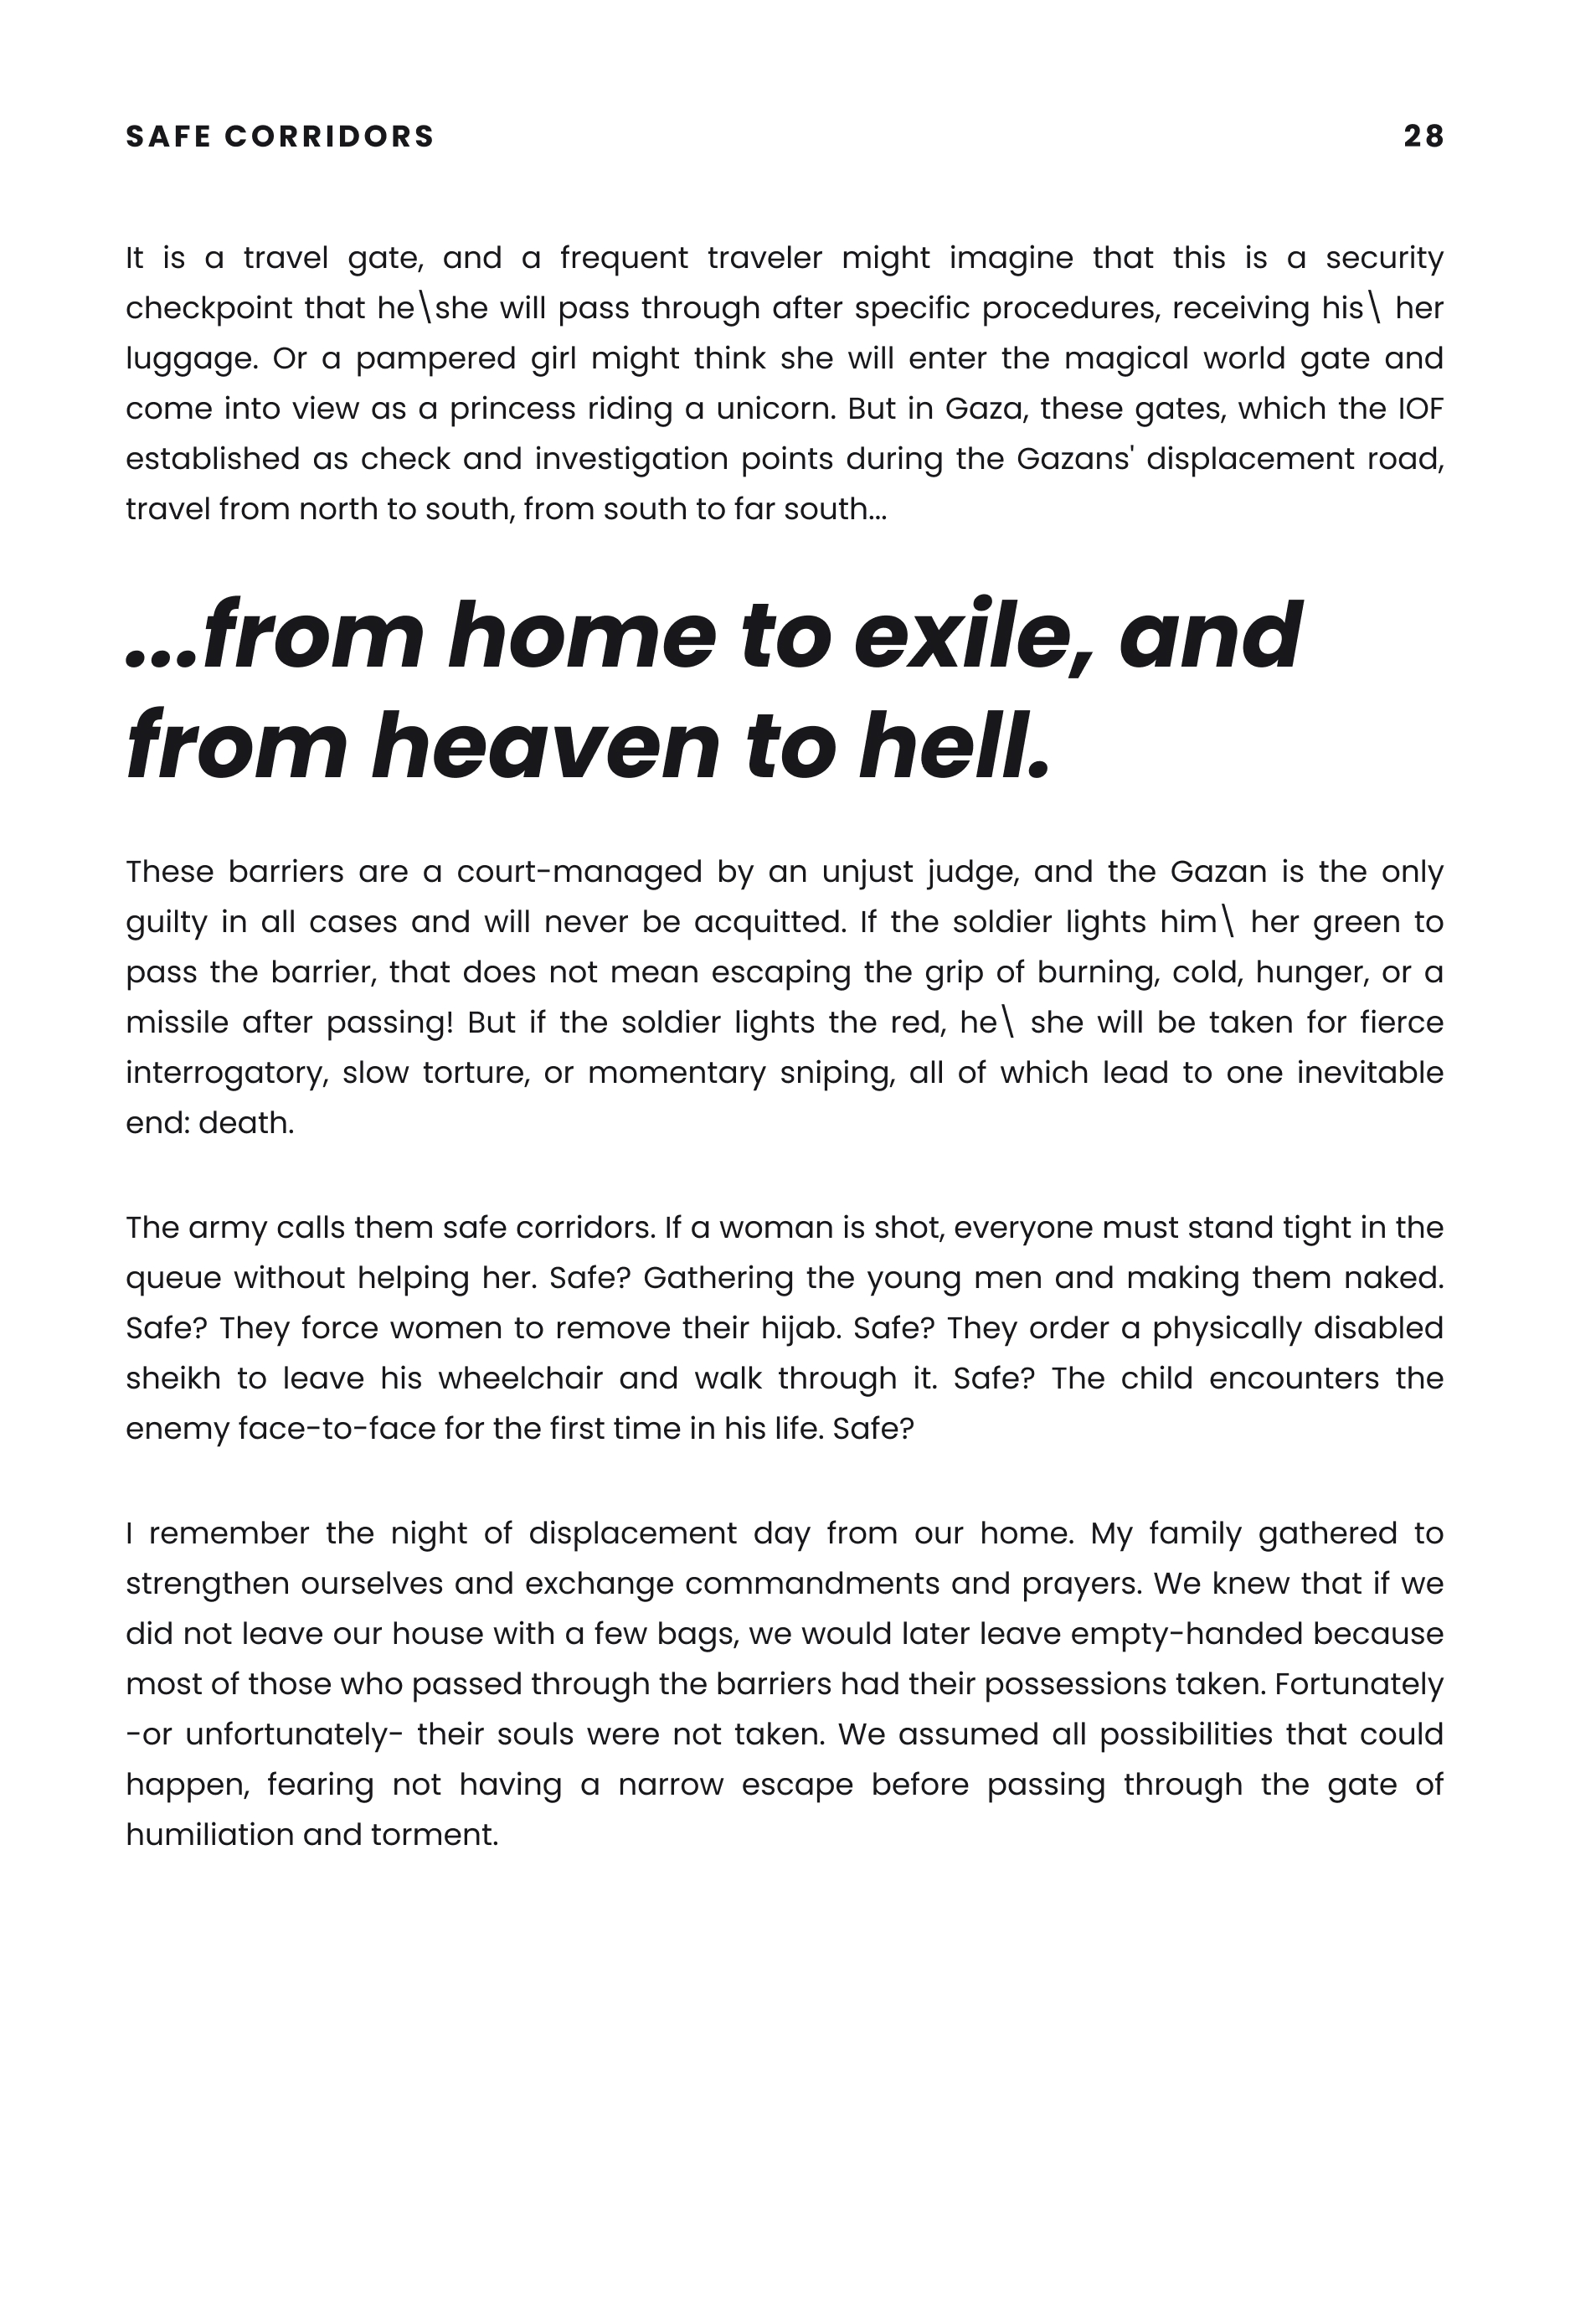 SAFE CORRIDORS
28
It is a travel gate, and a frequent traveler might imagine that this is a security
checkpoint that he\she will pass through after specific procedures, receiving his\ her
luggage. Or a pampered girl might think she will enter the magical world gate and
come into view as a princess riding a unicorn. But in Gaza, these gates, which the IOF
established as check and investigation points during the Gazans' displacement road,
travel from north to south, from south to far south...
...from home to exile, and
from heaven to hell.
These barriers are a court-managed by an unjust judge, and the Gazan is the only
guilty in all cases and will never be acquitted. If the soldier lights him\ her green to
pass the barrier, that does not mean escaping the grip of burning, cold, hunger, or a
missile after passing! But if the soldier lights the red, he\ she will be taken for fierce
interrogatory, slow torture, or momentary sniping, all of which lead to one inevitable
end: death.
The army calls them safe corridors. If a woman is shot, everyone must stand tight in the
queue without helping her. Safe? Gathering the young men and making them naked.
Safe? They force women to remove their hijab. Safe? They order a physically disabled
sheikh to leave his wheelchair and walk through it. Safe? The child encounters the
enemy face-to-face for the first time in his life. Safe?
I remember the night of displacement day from our home. My family gathered to
strengthen ourselves and exchange commandments and prayers. We knew that if we
did not leave our house with a few bags, we would later leave empty-handed because
most of those who passed through the barriers had their possessions taken. Fortunately
-or unfortunately- their souls were not taken. We assumed all possibilities that could
happen, fearing not having a narrow escape before passing through the gate of
humiliation and torment.